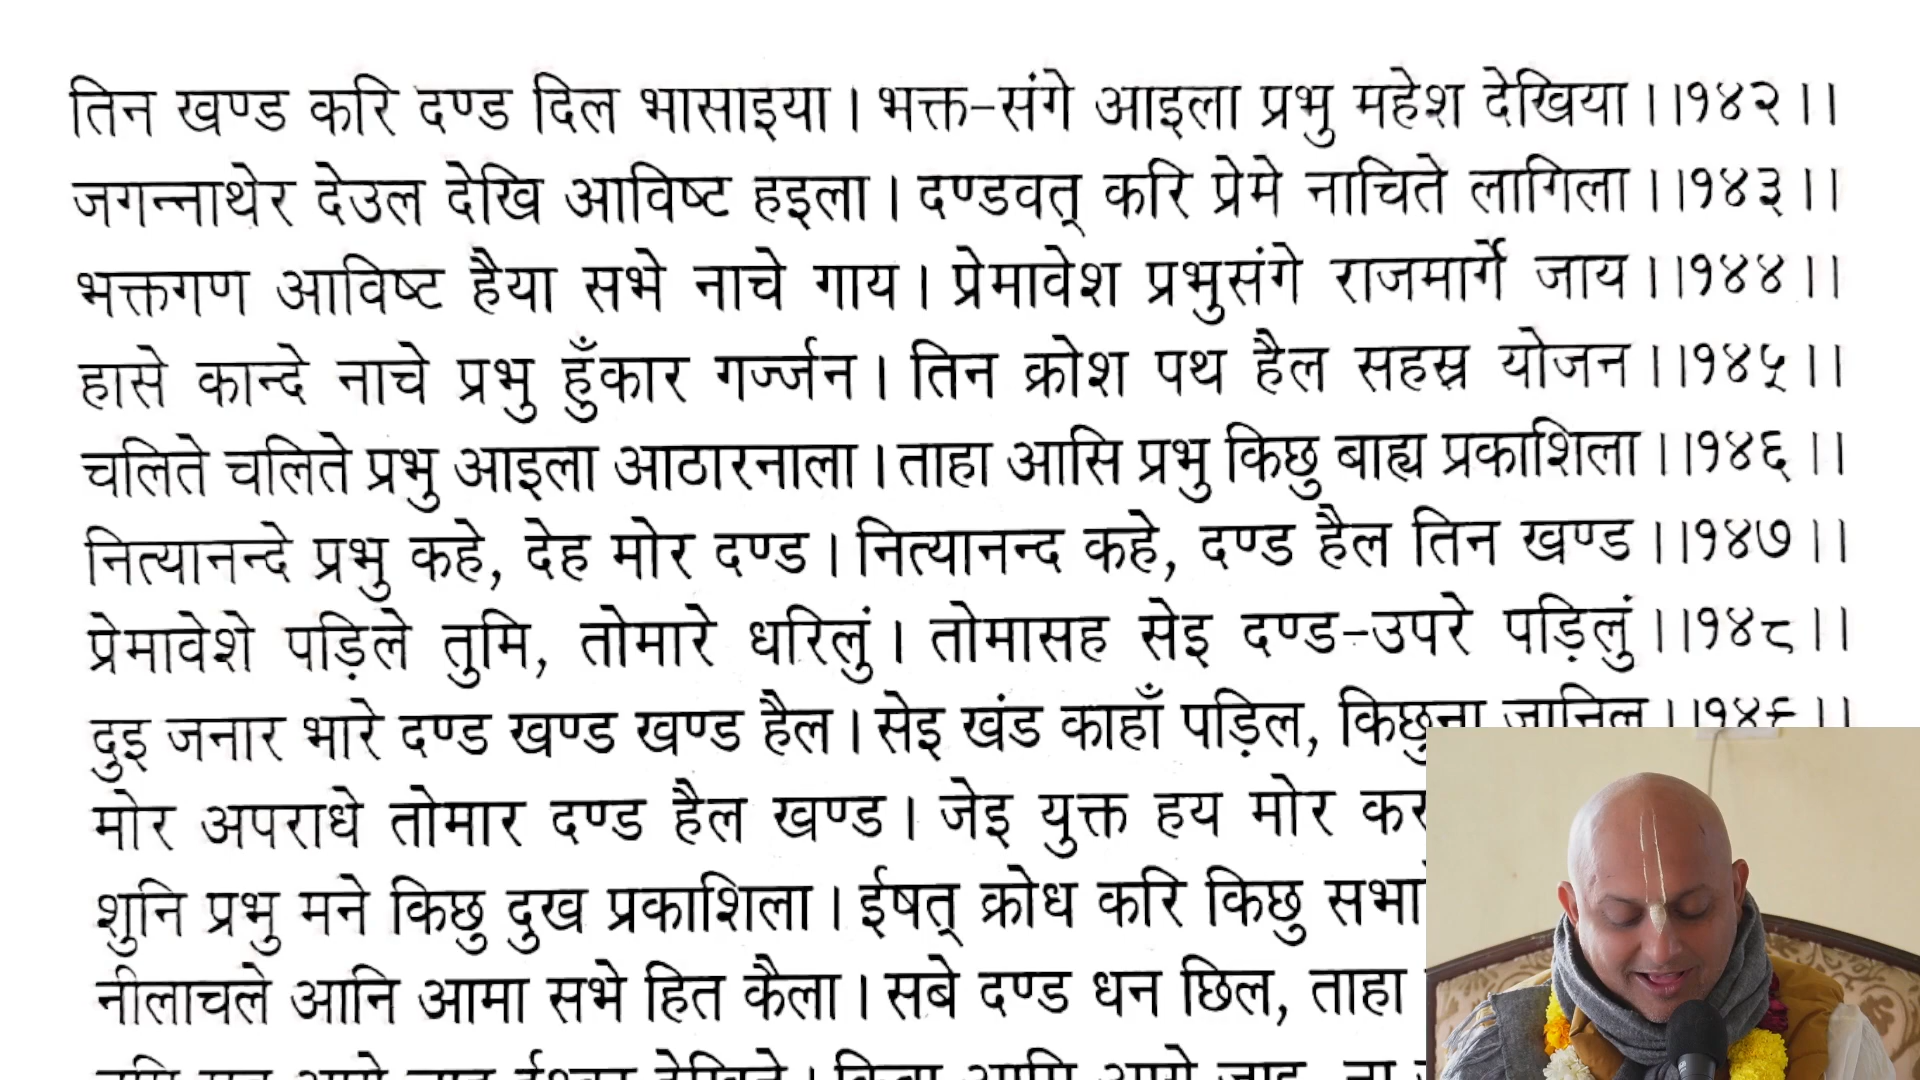 तिन खण्ड करि दण्ड दिल भासाइया। भक्त-संगे आइला प्रभु महेश देखिया।।१४२।।
जगन्नाथेर देउल देखि आविष्ट हइला। दण्डवत् करि प्रेमे नाचिते लागिला।।१४३।।
भक्तगण आविष्ट हैया सभे नाचे गाय। प्रेमावेश प्रभुसंगे राजमार्गे जाय।।१४४।।
हासे कान्दे नाचे प्रभु हुँकार गर्ज्जन। तिन क्रोश पथ हैल सहस्र योजन।।१४५।।
चलिते चलिते प्रभु आइला आठारनाला। ताहा आसि प्रभु किछु बाह्य प्रकाशिला।।१४६।।
नित्यानन्दे प्रभु कहे, देह मोर दण्ड। नित्यानन्द कहे, दण्ड हैल तिन खण्ड।।१४७।।
प्रेमावेशे पड़िले तुमि, तोमारे धरिलुं। तोमासह सेइ दण्ड-उपरे पड़िलुं।।१४८।।
दुइ जनार भारे दण्ड खण्ड खण्ड हैल। सेइ खंड काहाँ पड़िल, किछुना जानिल।।१४९।।
मोर अपराधे तोमार दण्ड हैल खण्ड। जेइ युक्त हय मोर
शुनि प्रभु मने किछु दुख प्रकाशिला। ईषत् क्रोध करि किछु
नीलाचले आनि आमा सभे हित कैला। सबे दण्ड धन छिल, ताहा